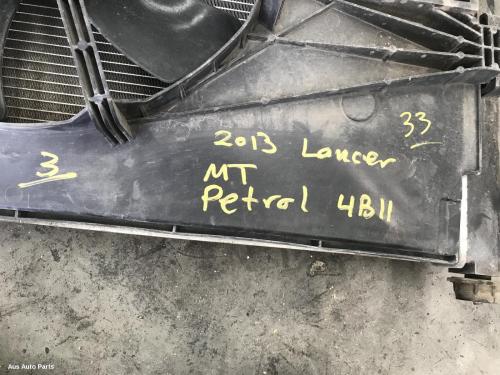 33
2013 Lancer
3
MT
Petrol 4B11
Aus Auto Parts